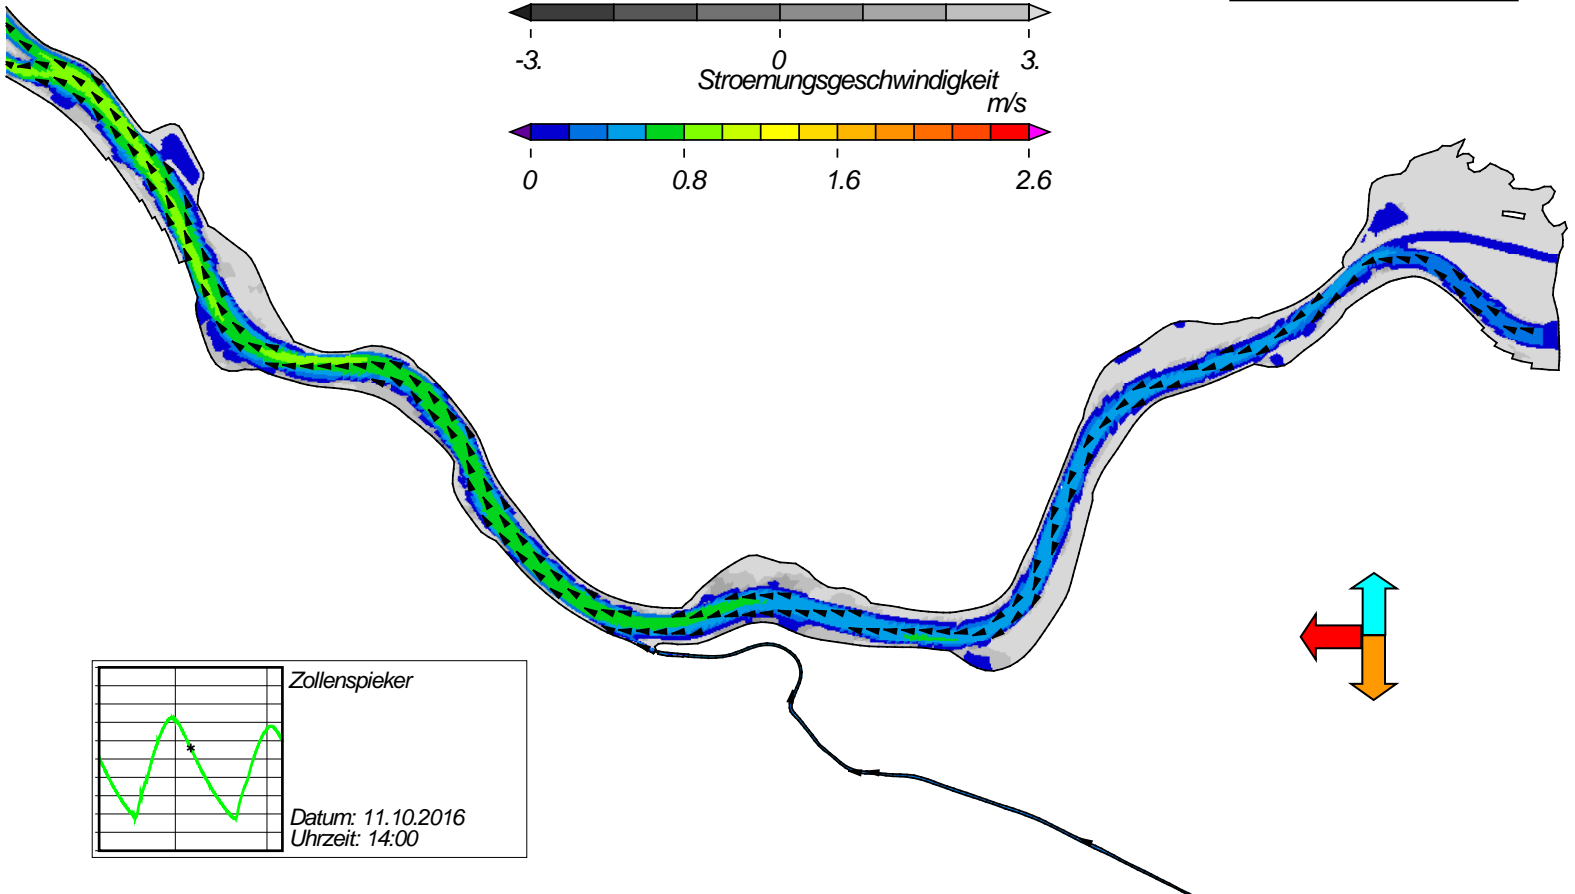 -3. 0 3.
Stroemungsgeschwindigkeit
m/s
0 0.8 1.6 2.6
Zollenspieker
Datum: 11.10.2016
Uhrzeit: 14:00